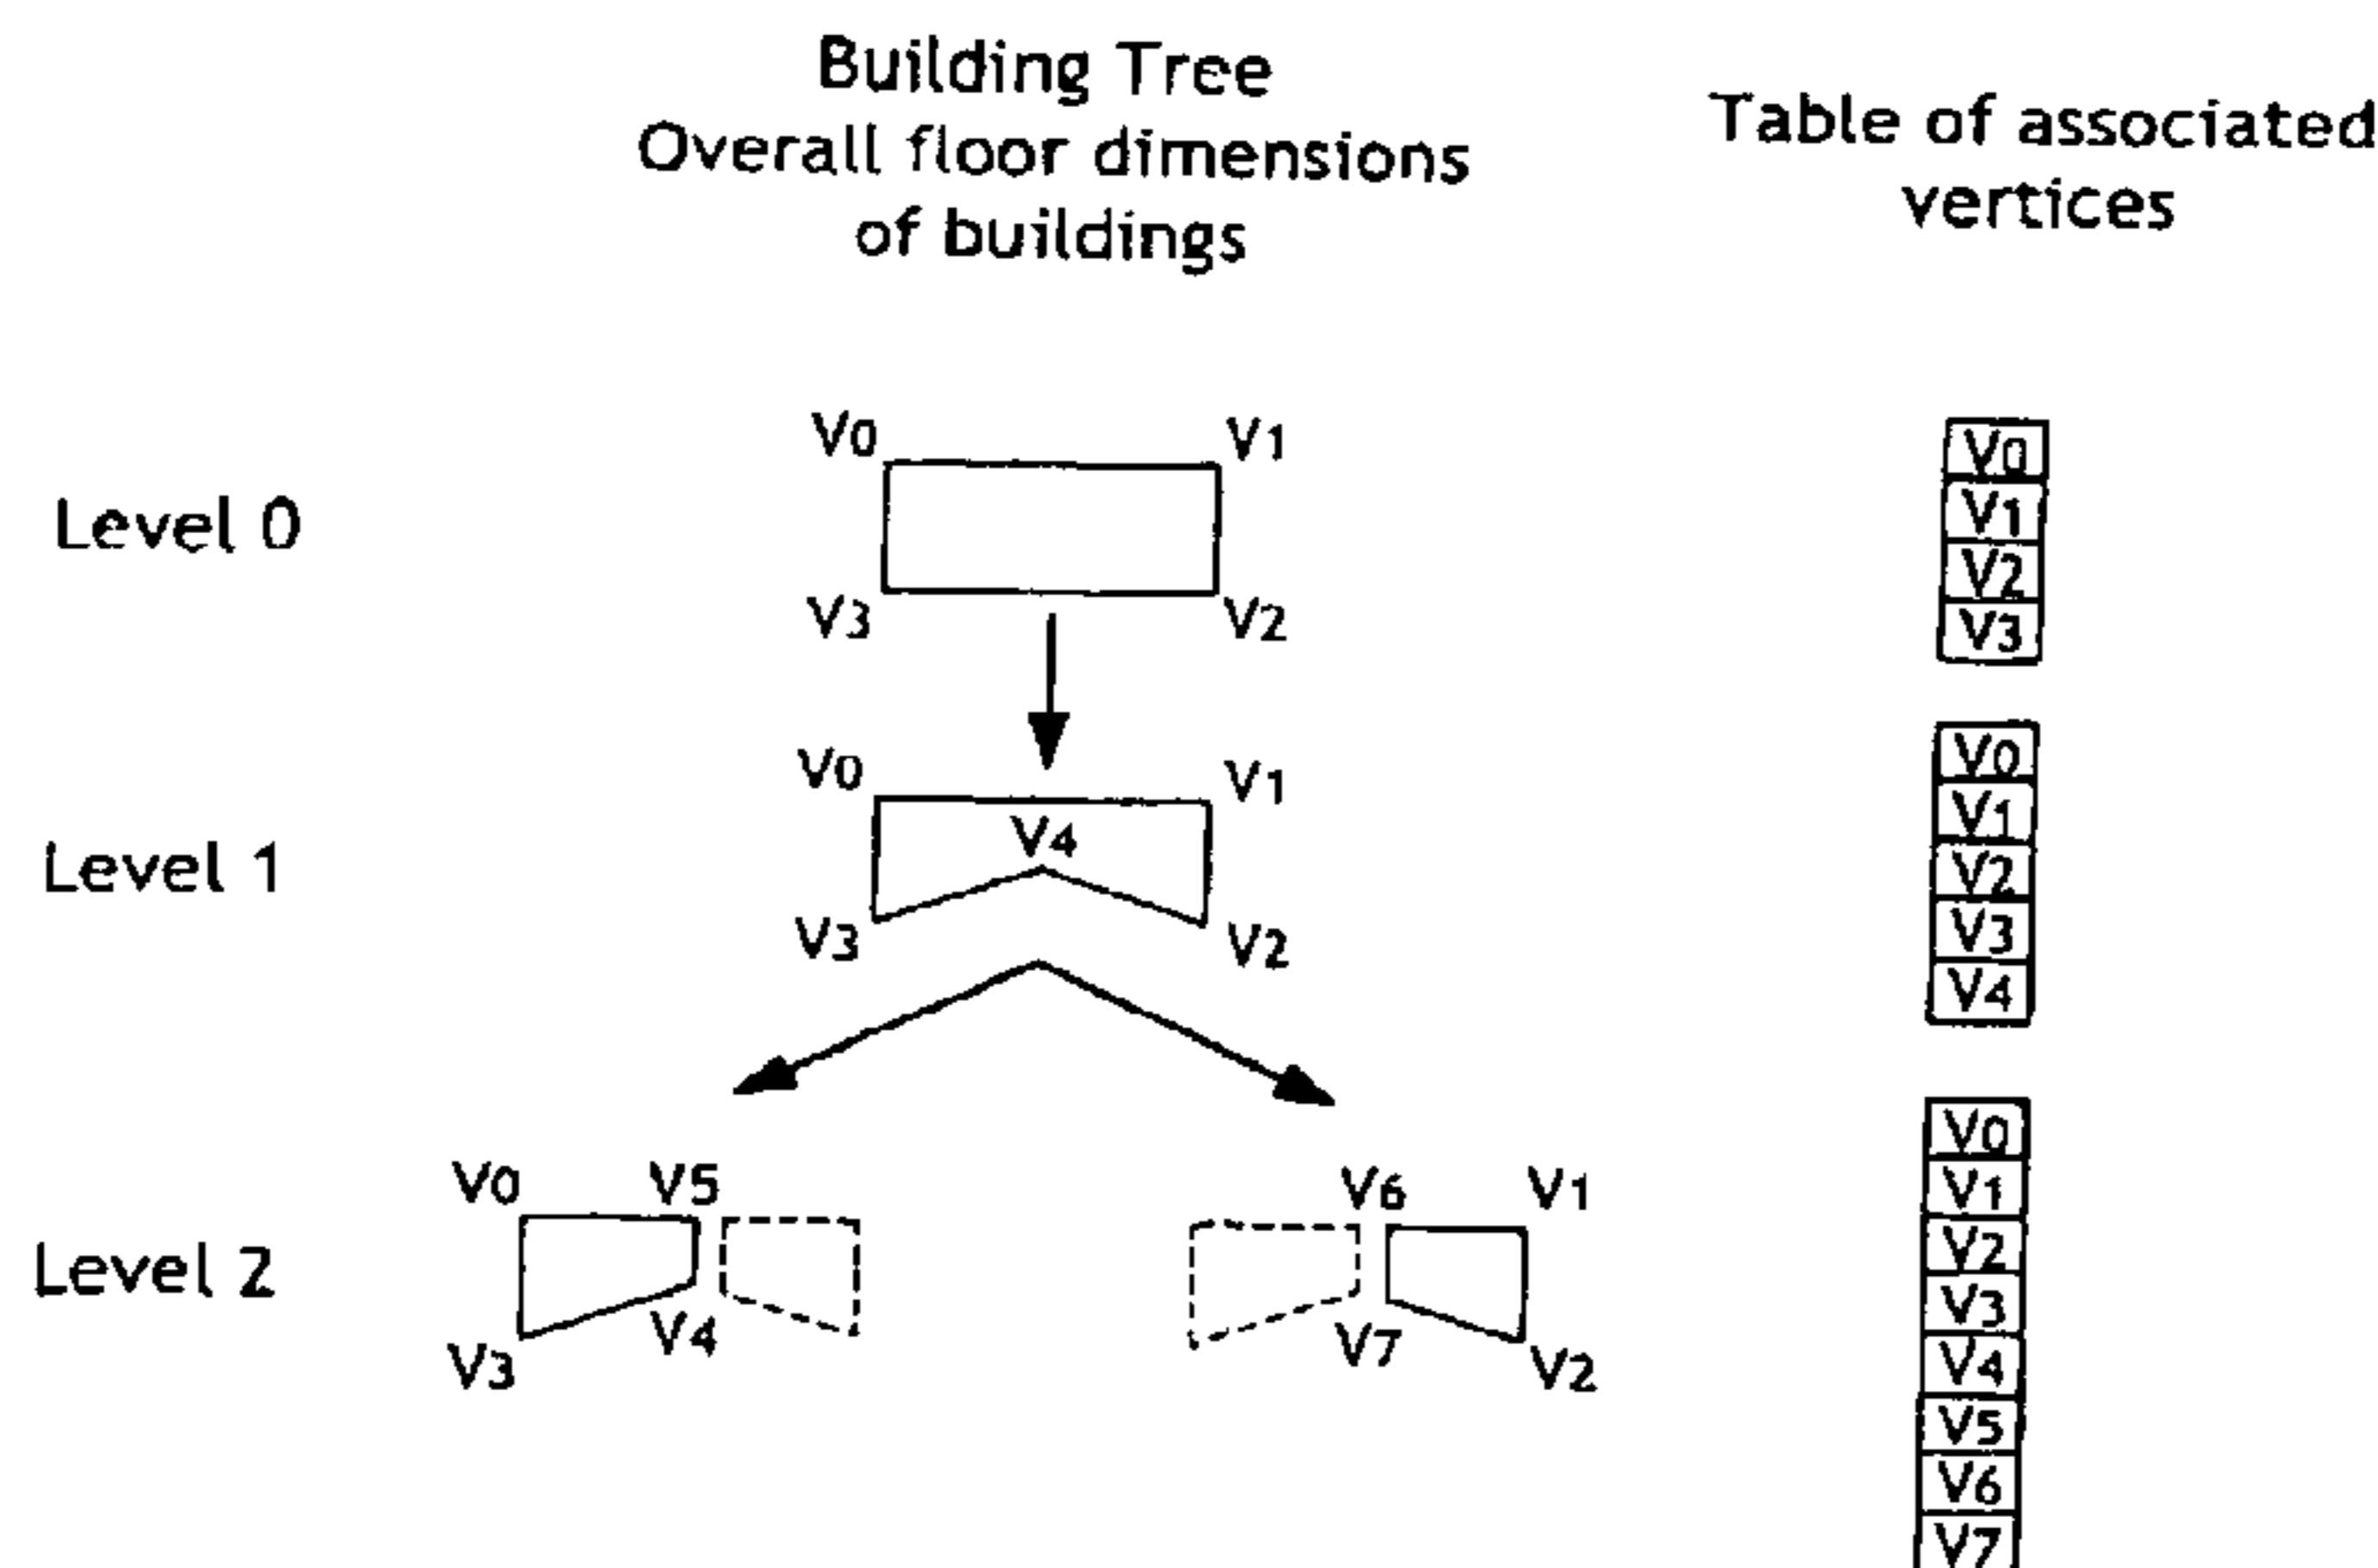 Building Tree
Overall floor dimensions
of buildings
Table of associated
vertices
Level 0
V0
V1
V3
V2
V0
V1
V2
V3
Level 1
V0
V1
V4
V3
V2
V0
V1
V2
V3
V4
Level 2
V0
V5
V6
V1
V3
V4
V7
V2
V0
V1
V2
V3
V4
V5
V6
V7